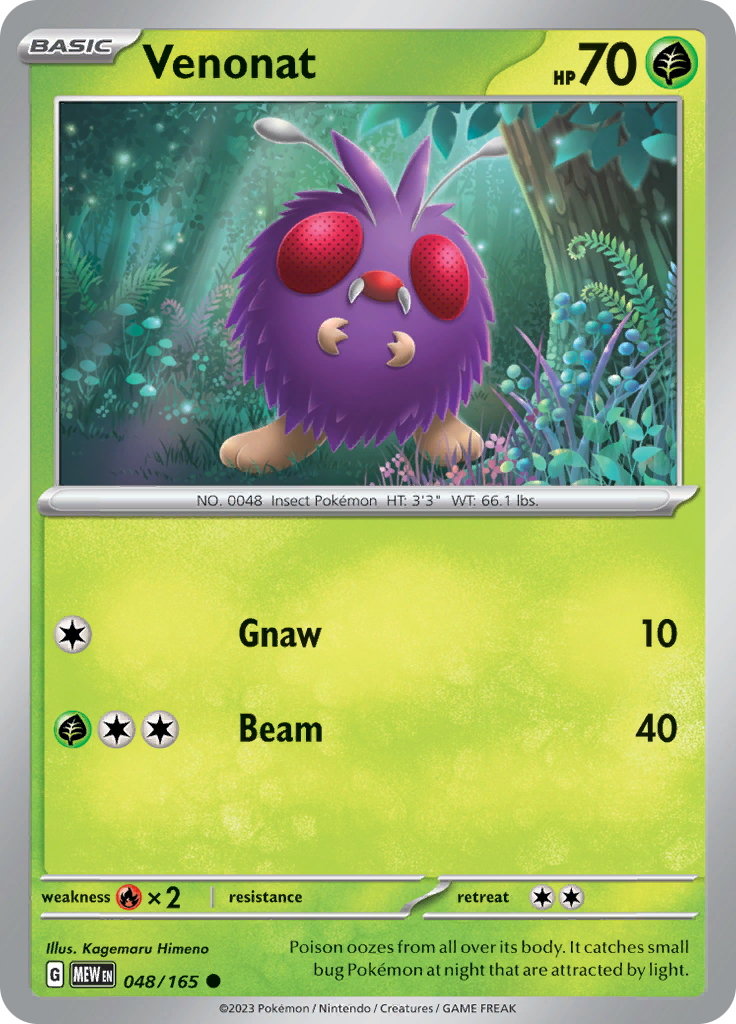 BASIC
Venonat
HP 70
NO. 0048 Insect Pokémon HT: 3'3" WT: 66.1 lbs.
Gnaw 10
Beam 40
weakness ×2 resistance retreat
Illus. Kagemaru Himeno
Poison oozes from all over its body. It catches small
bug Pokémon at night that are attracted by light.
G MEW EN 048/165
©2023 Pokémon / Nintendo / Creatures / GAME FREAK